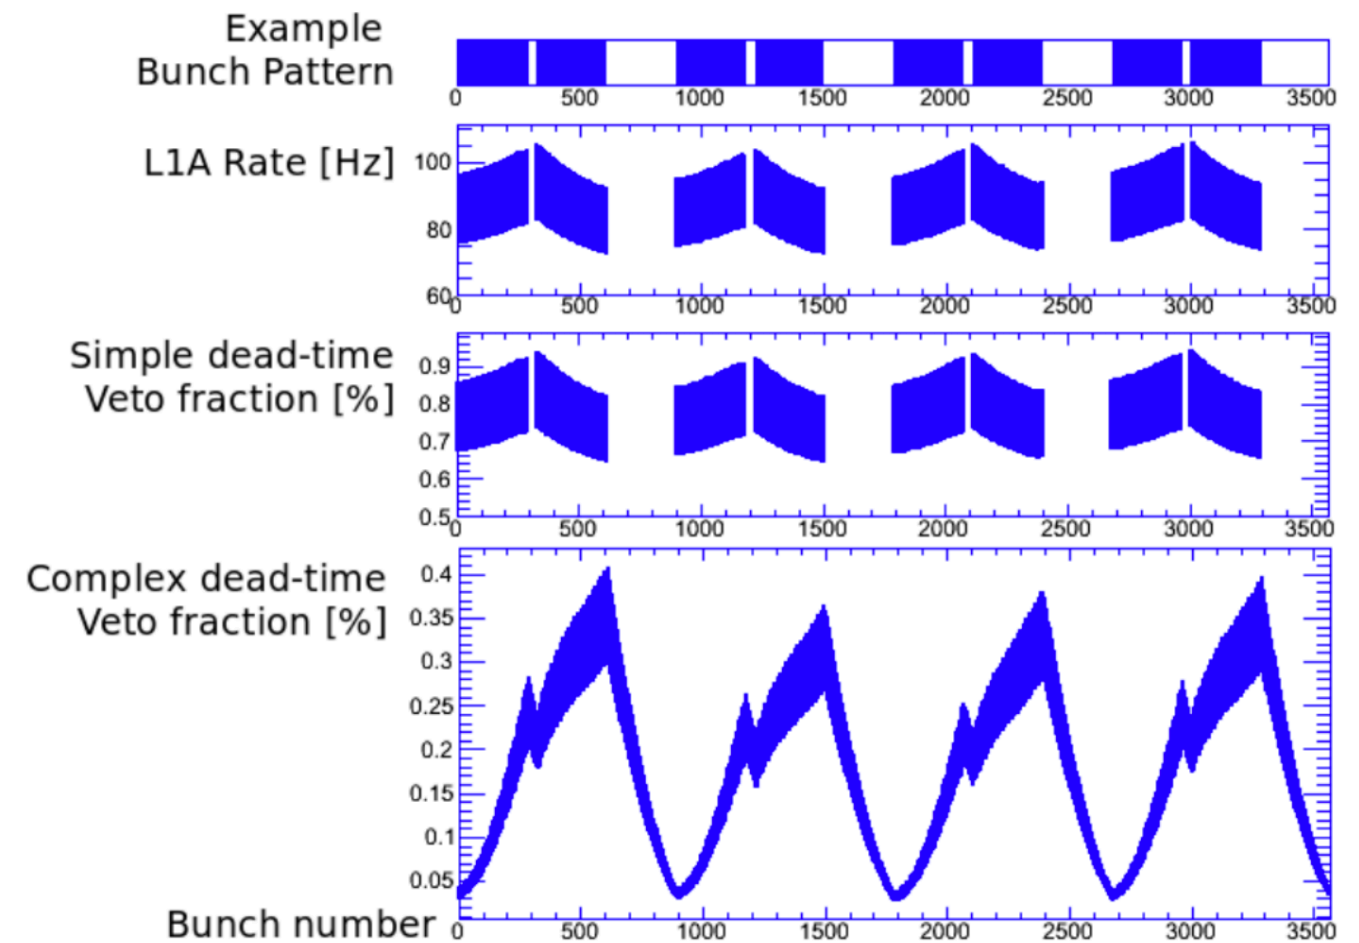 Example
Bunch Pattern
0 500 1000 1500 2000 2500 3000 3500
L1A Rate [Hz]
100
80
60
0 500 1000 1500 2000 2500 3000 3500
Simple dead-time
Veto fraction [%]
0.9
0.8
0.7
0.6
0.5
0 500 1000 1500 2000 2500 3000 3500
Complex dead-time
Veto fraction [%]
0.4
0.35
0.3
0.25
0.2
0.15
0.1
0.05
Bunch number
0 500 1000 1500 2000 2500 3000 3500